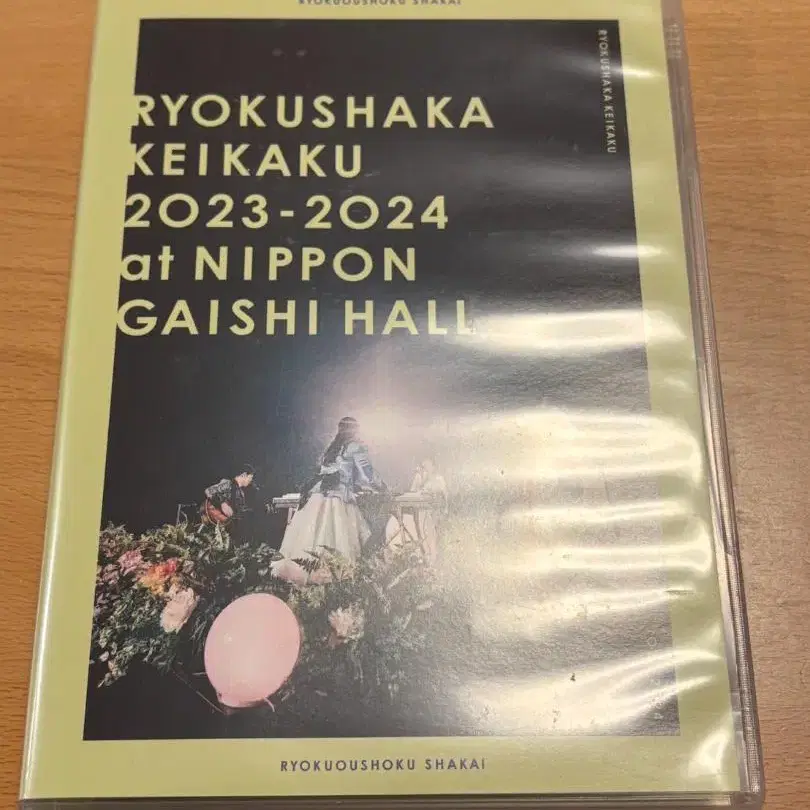 RYOKUOUSHOKU SHAKAI
RYOKUSHAKA KEIKAKU
RYOKUSHAKA
KEIKAKU
2023-2024
at NIPPON
GAISHI HALL
RYOKUOUSHOKU SHAKAI